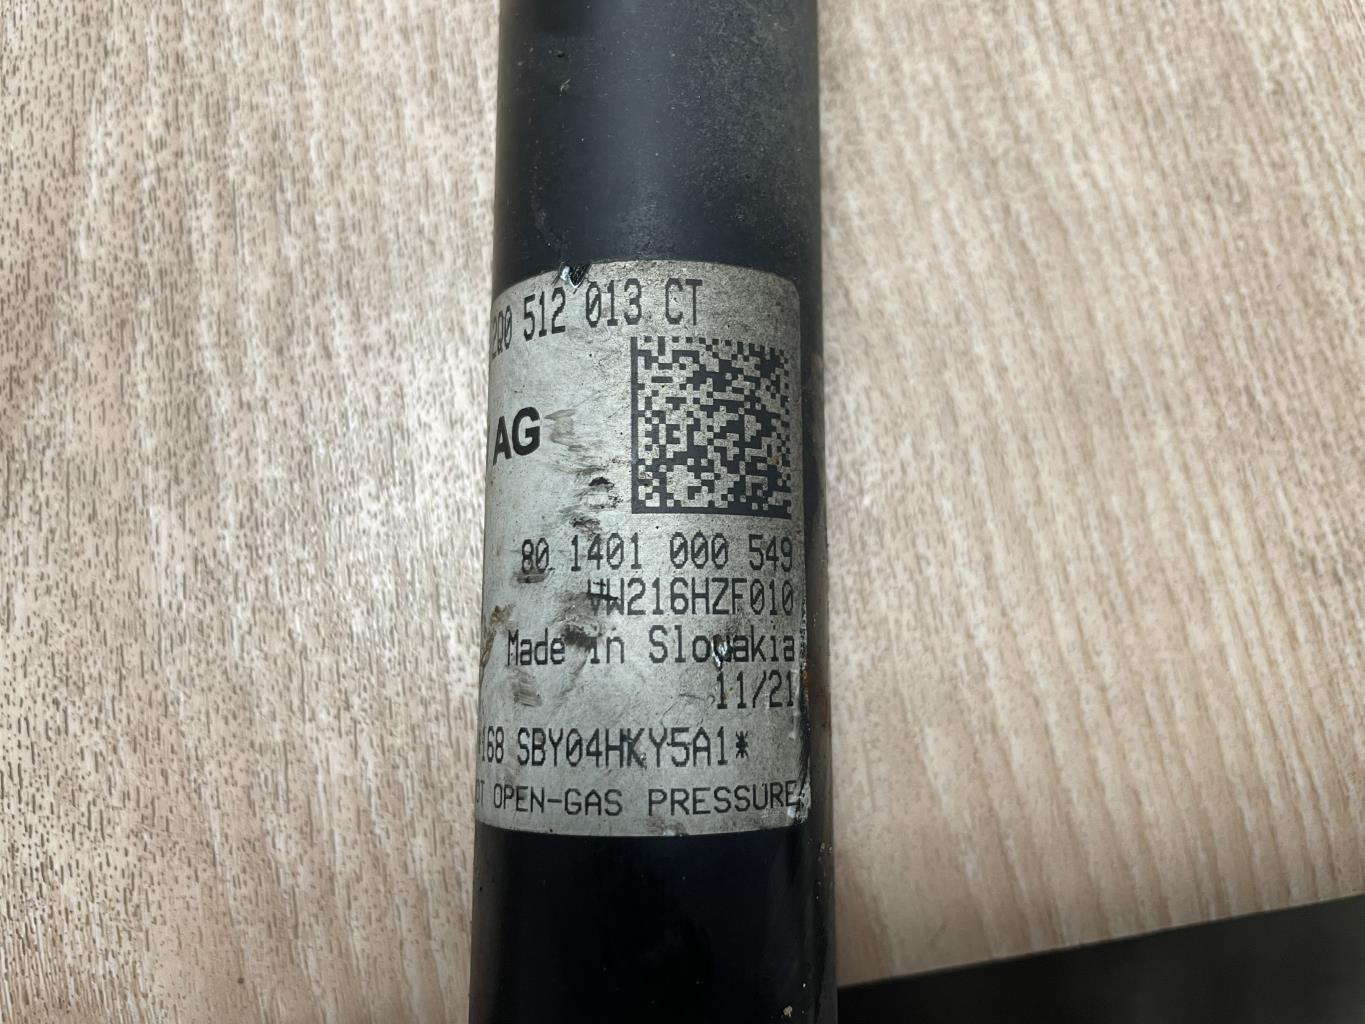 2Q0 512 013 CT
AG
80 1401 000 549
VW216HZF010
Made in Slovakia
11/21
168 SBY04HKY5A1*
OPEN-GAS PRESSURE